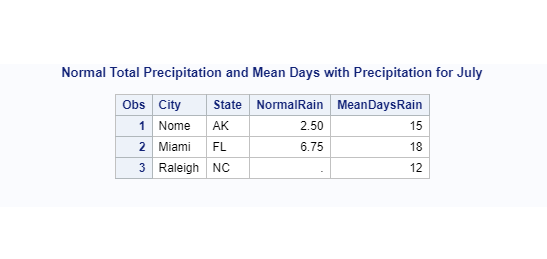 Normal Total Precipitation and Mean Days with Precipitation for July
Obs City State NormalRain MeanDaysRain
1 Nome AK 2.50 15
2 Miami FL 6.75 18
3 Raleigh NC . 12